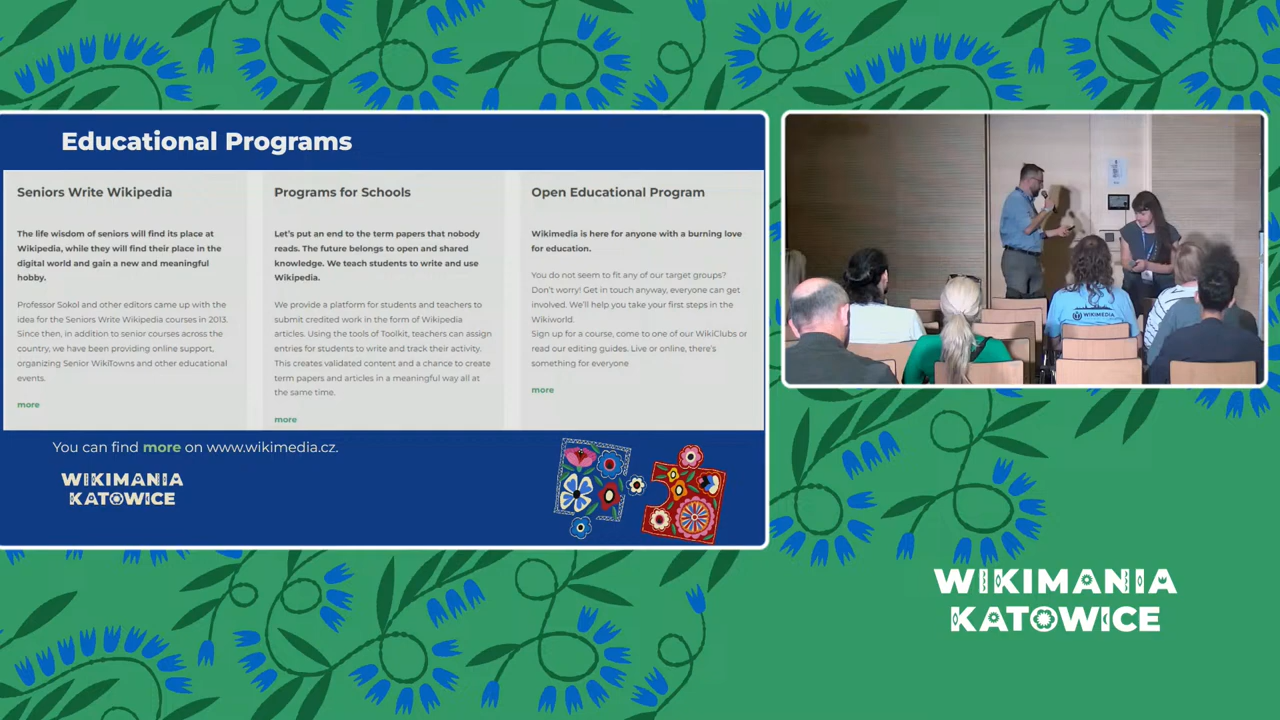 Educational Programs
Seniors Write Wikipedia
The life wisdom of seniors will find its place at
Wikipedia, while they will find their place in the
digital world and gain a new and meaningful
hobby.
Professor Sokol and other editors came up with the
idea for the Seniors Write Wikipedia courses in 2013.
Since then, in addition to senior courses across the
country, we have been providing online support,
organizing Senior WikiTowns and other educational
events.
more
Programs for Schools
Let's put an end to the term papers that nobody
reads. The future belongs to open and shared
knowledge. We teach students to write and use
Wikipedia.
We provide a platform for students and teachers to
submit credited work in the form of Wikipedia
articles. Using the tools of Toolkit, teachers can assign
entries for students to write and track their activity.
This creates validated content and a chance to create
term papers and articles in a meaningful way all at
the same time.
more
Open Educational Program
Wikimedia is here for anyone with a burning love
for education.
You do not seem to fit any of our target groups?
Don't worry! Get in touch anyway, everyone can get
involved. We'll help you take your first steps in the
Wikiworld.
Sign up for a course, come to one of our WikiClubs or
read our editing guides. Live or online, there's
something for everyone
more
You can find more on www.wikimedia.cz.
WIKIMANIA
KATOWICE
WIKIMEDIA
WIKIMANIA
KATOWICE